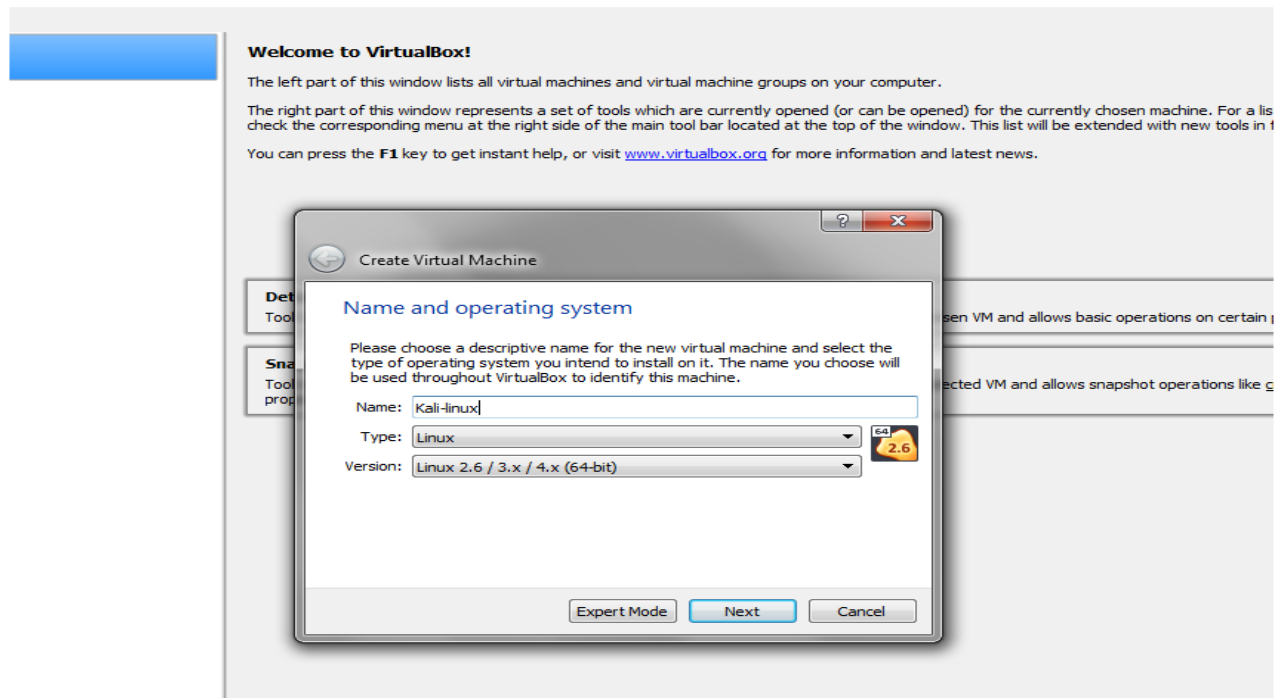 Welcome to VirtualBox!
The left part of this window lists all virtual machines and virtual machine groups on your computer.
The right part of this window represents a set of tools which are currently opened (or can be opened) for the currently chosen machine. For a lis
check the corresponding menu at the right side of the main tool bar located at the top of the window. This list will be extended with new tools in f
You can press the F1 key to get instant help, or visit www.virtualbox.org for more information and latest news.
Create Virtual Machine
Det
Tool
sen VM and allows basic operations on certain p
Sna
Tool
ected VM and allows snapshot operations like c
prop
Name and operating system
Please choose a descriptive name for the new virtual machine and select the
type of operating system you intend to install on it. The name you choose will
be used throughout VirtualBox to identify this machine.
Name: Kali-linux
Type: Linux
64
2.6
Version: Linux 2.6 / 3.x / 4.x (64-bit)
Expert Mode Next Cancel